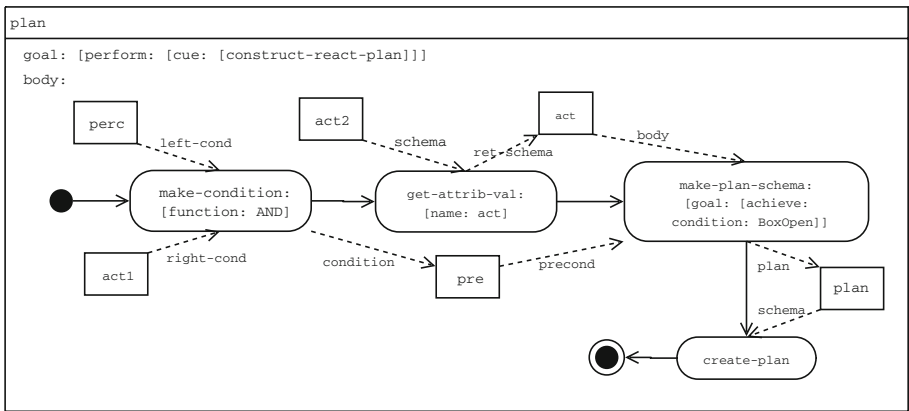 plan
goal: [perform: [cue: [construct-react-plan]]]
body:
perc
act2
act
left-cond
schema
ret-schema
body
make-condition:
[function: AND]
get-attrib-val:
[name: act]
make-plan-schema:
[goal: [achieve:
condition: BoxOpen]]
act1
right-cond
condition
pre
precond
plan
plan
schema
create-plan